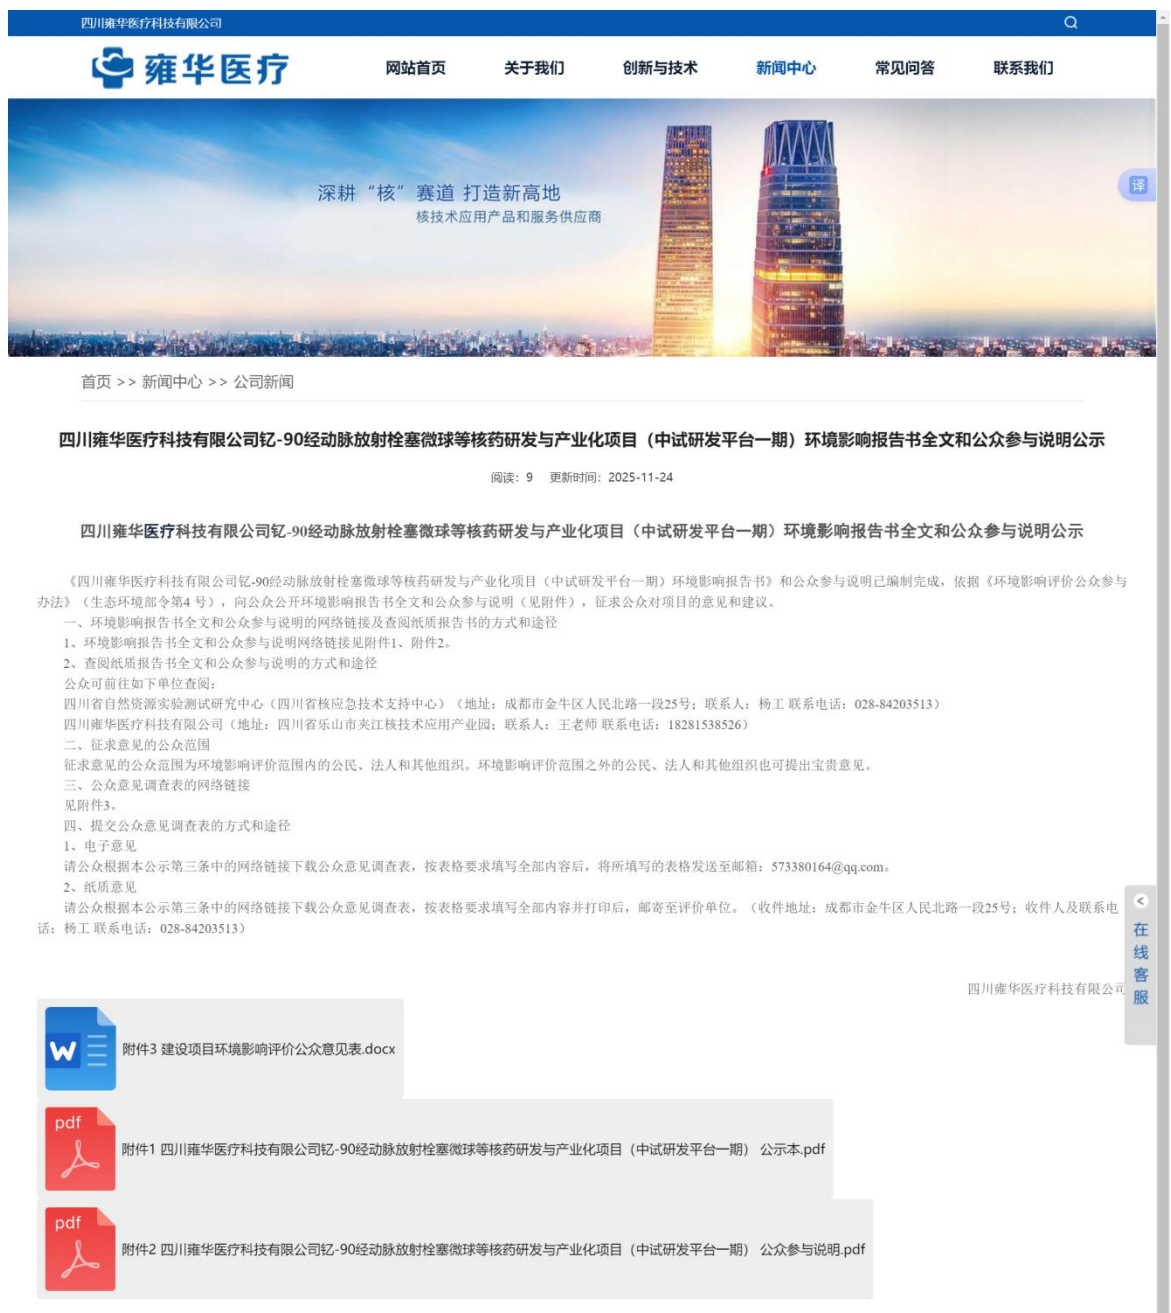 四川雍华医疗科技有限公司
雍华医疗
网站首页 关于我们 创新与技术 新闻中心 常见问答 联系我们
深耕“核”赛道 打造新高地
核技术应用产品和服务供应商
译
首页 >> 新闻中心 >> 公司新闻
四川雍华医疗科技有限公司钇-90经动脉放射栓塞微球等核药研发与产业化项目（中试研发平台一期）环境影响报告书全文和公众参与说明公示
阅读：9 更新时间：2025-11-24
四川雍华医疗科技有限公司钇-90经动脉放射栓塞微球等核药研发与产业化项目（中试研发平台一期）环境影响报告书全文和公众参与说明公示
《四川雍华医疗科技有限公司钇-90经动脉放射栓塞微球等核药研发与产业化项目（中试研发平台一期）环境影响报告书》和公众参与说明已编制完成，依据《环境影响评价公众参与
办法》（生态环境部令第4 号），向公众公开环境影响报告书全文和公众参与说明（见附件），征求公众对项目的意见和建议。
一、环境影响报告书全文和公众参与说明的网络链接及查阅纸质报告书的方式和途径
1、环境影响报告书全文和公众参与说明网络链接见附件1、附件2。
2、查阅纸质报告书全文和公众参与说明的方式和途径
公众可前往如下单位查阅：
四川省自然资源实验测试研究中心（四川省核应急技术支持中心）（地址：成都市金牛区人民北路一段25号；联系人：杨工 联系电话：028-84203513）
四川雍华医疗科技有限公司（地址：四川省乐山市夹江核技术应用产业园；联系人：王老师 联系电话：18281538526）
二、征求意见的公众范围
征求意见的公众范围为环境影响评价范围内的公民、法人和其他组织。环境影响评价范围之外的公民、法人和其他组织也可提出宝贵意见。
三、公众意见调查表的网络链接
见附件3。
四、提交公众意见调查表的方式和途径
1、电子意见
请公众根据本公示第三条中的网络链接下载公众意见调查表，按表格要求填写全部内容后，将所填写的表格发送至邮箱：573380164@qq.com。
2、纸质意见
请公众根据本公示第三条中的网络链接下载公众意见调查表，按表格要求填写全部内容并打印后，邮寄至评价单位。（收件地址：成都市金牛区人民北路一段25号；收件人及联系电
话：杨工 联系电话：028-84203513）
在线客服
四川雍华医疗科技有限公司
附件3 建设项目环境影响评价公众意见表.docx
pdf
附件1 四川雍华医疗科技有限公司钇-90经动脉放射栓塞微球等核药研发与产业化项目（中试研发平台一期） 公示本.pdf
pdf
附件2 四川雍华医疗科技有限公司钇-90经动脉放射栓塞微球等核药研发与产业化项目（中试研发平台一期） 公众参与说明.pdf